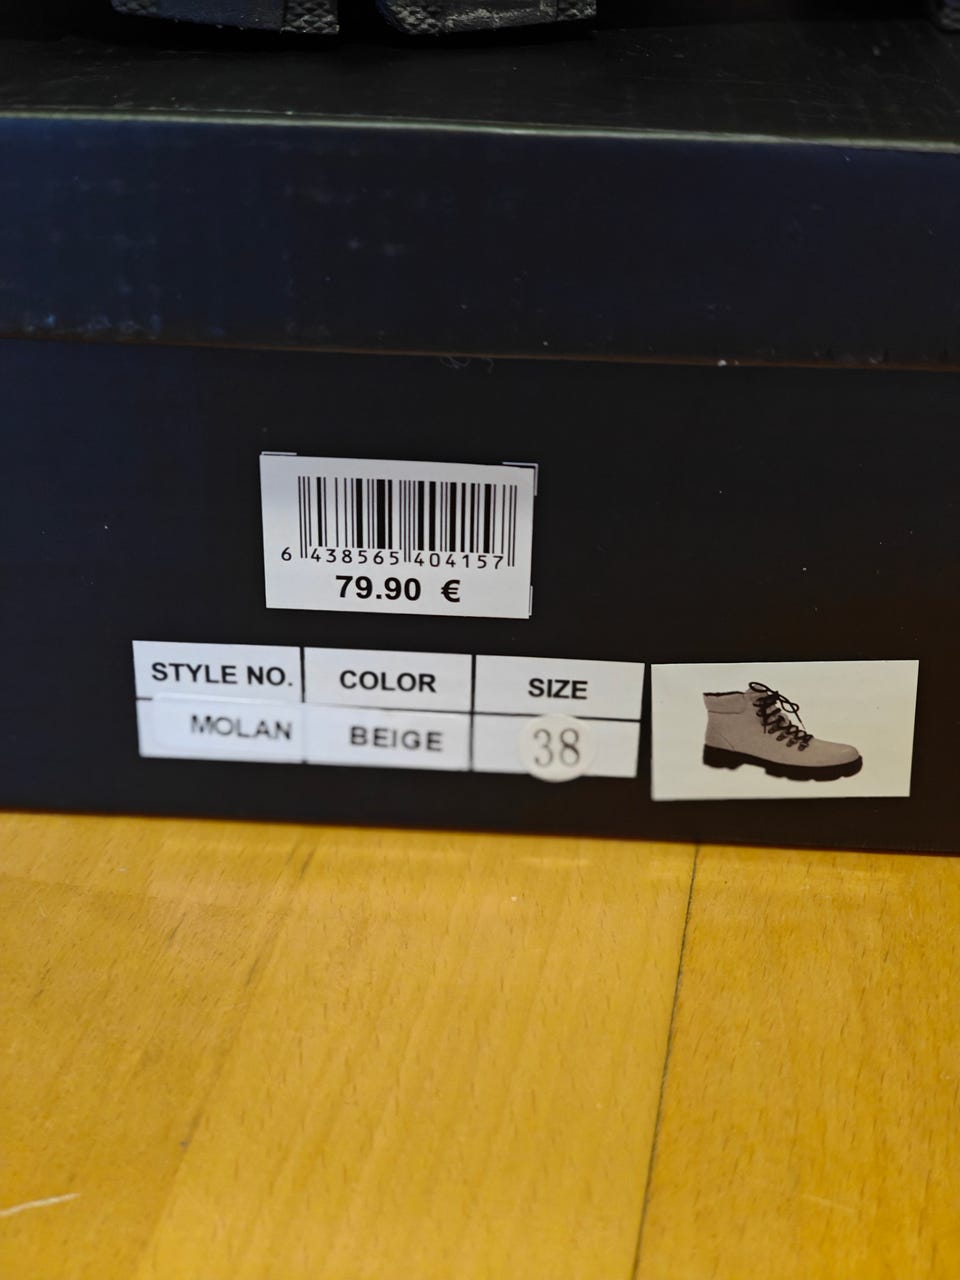 6 438565 404157
79.90 €
STYLE NO. COLOR SIZE
MOLAN BEIGE 38